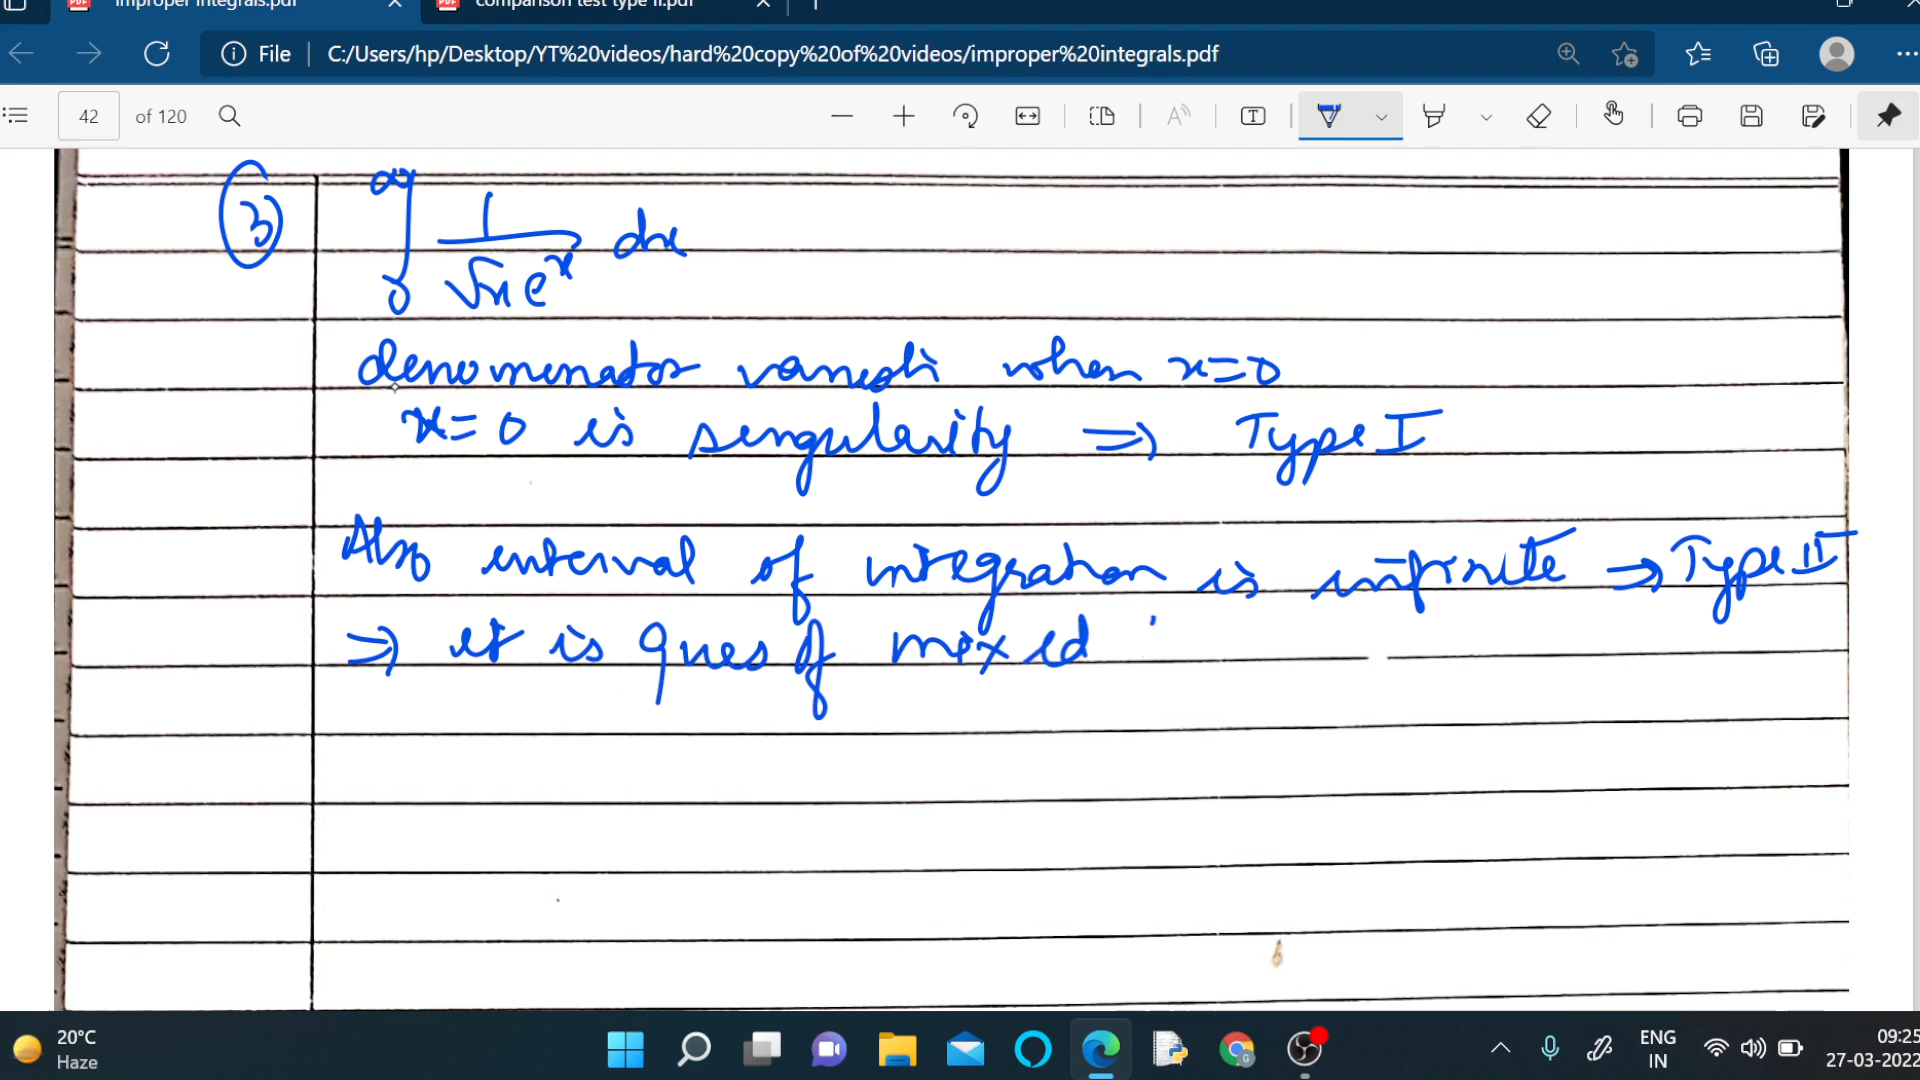 improper integrals.pdf
comparison test type II.pdf
File C:/Users/hp/Desktop/YT%20videos/hard%20copy%20of%20videos/improper%20integrals.pdf
42 of 120
③ ∫₀^∞ 1/(√x e^x) dx
denomenator vanish when x=0
x=0 is singularity ⇒ Type I
Also interval of integration is infinite ⇒ Type II
⇒ it is ques of mixed
20°C
Haze
ENG
IN
09:25
27-03-2022